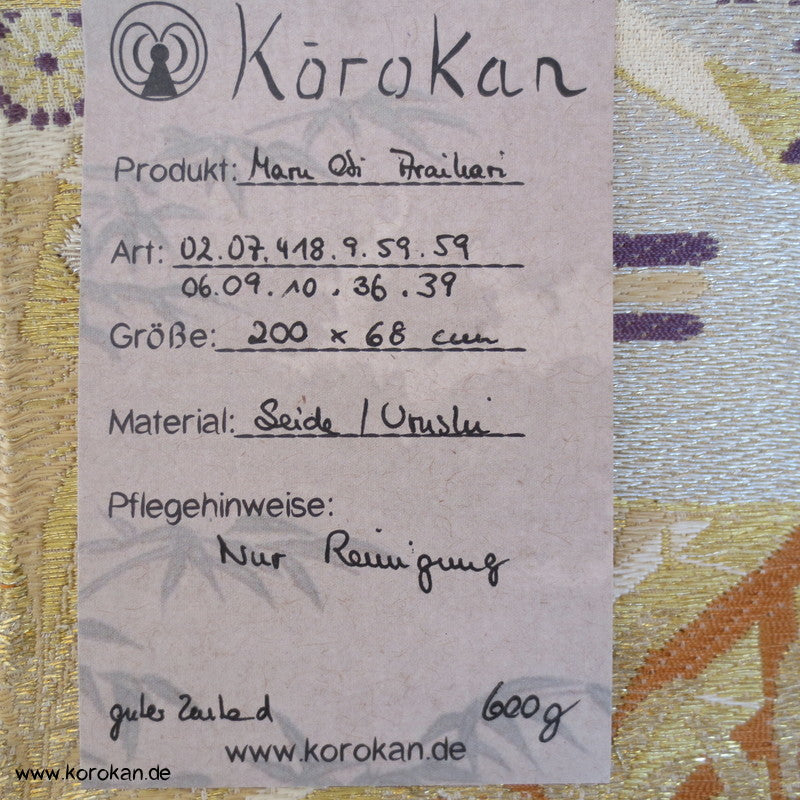 Kōrokan
Produkt: Maru Obi Araihari
Art: 02.07.418.9.59.59
06.09.10.36.39
Größe: 200 x 68 cm
Material: Seide / Urushi
Pflegehinweise:
Nur Reinigung
guter Zustand
600g
www.korokan.de
www.korokan.de